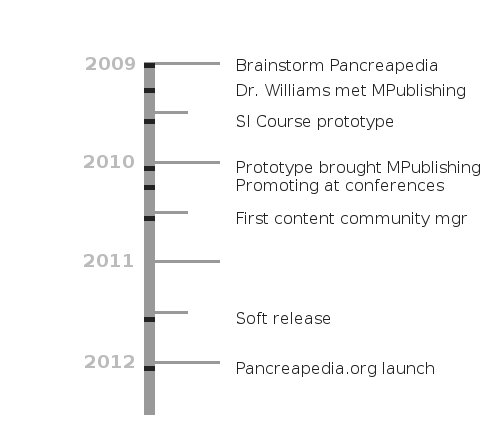 2009
Brainstorm Pancreapedia
Dr. Williams met MPublishing
SI Course prototype
2010
Prototype brought MPublishing
Promoting at conferences
First content community mgr
2011
Soft release
2012
Pancreapedia.org launch